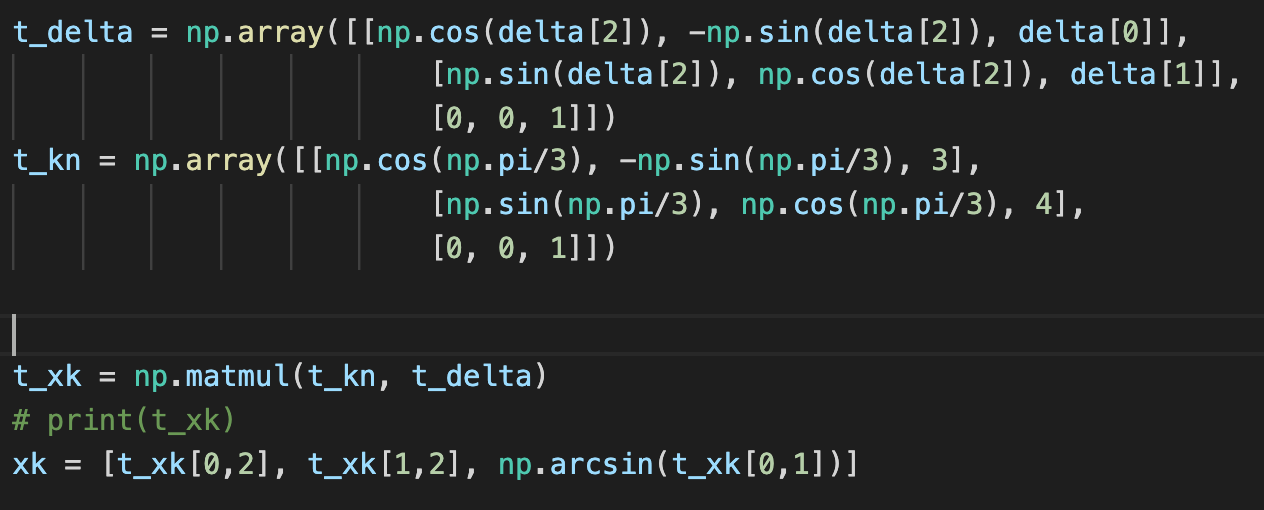 t_delta = np.array([[np.cos(delta[2]), -np.sin(delta[2]), delta[0]],
[np.sin(delta[2]), np.cos(delta[2]), delta[1]],
[0, 0, 1]])
t_kn = np.array([[np.cos(np.pi/3), -np.sin(np.pi/3), 3],
[np.sin(np.pi/3), np.cos(np.pi/3), 4],
[0, 0, 1]])
t_xk = np.matmul(t_kn, t_delta)
# print(t_xk)
xk = [t_xk[0,2], t_xk[1,2], np.arcsin(t_xk[0,1])]